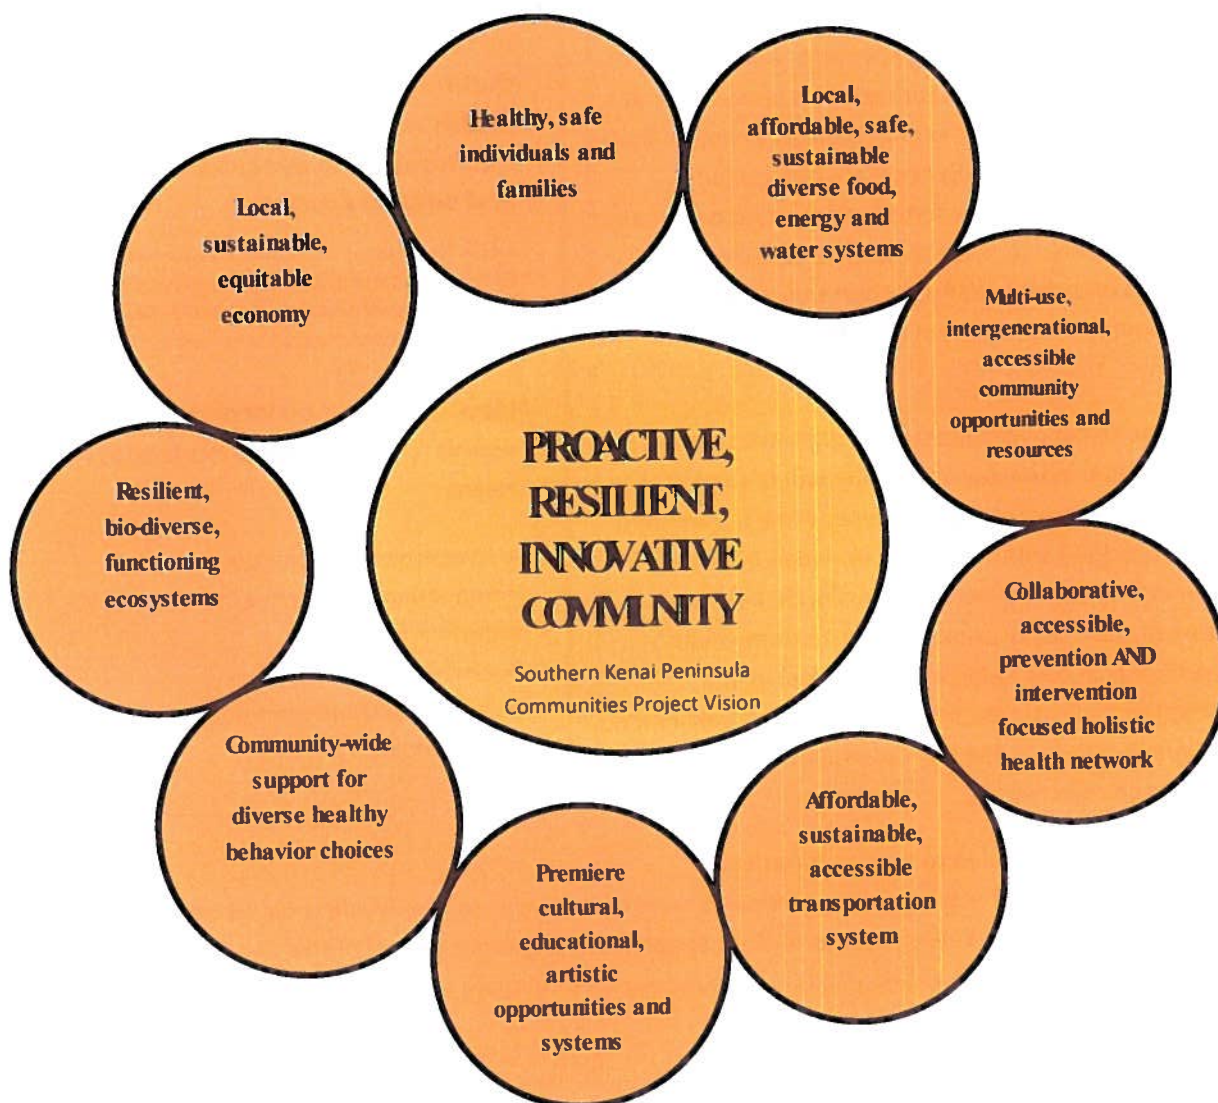 Healthy, safe
individuals and
families
Local,
affordable, safe,
sustainable
diverse food,
energy and
water systems
Multi-use,
intergenerational,
accessible
community
opportunities and
resources
Collaborative,
accessible,
prevention AND
intervention
focused holistic
health network
Affordable,
sustainable,
accessible
transportation
system
Premiere
cultural,
educational,
artistic
opportunities and
systems
Community-wide
support for
diverse healthy
behavior choices
Resilient,
bio-diverse,
functioning
ecosystems
Local,
sustainable,
equitable
economy
PROACTIVE,
RESILIENT,
INNOVATIVE
COMMUNITY
Southern Kenai Peninsula
Communities Project Vision